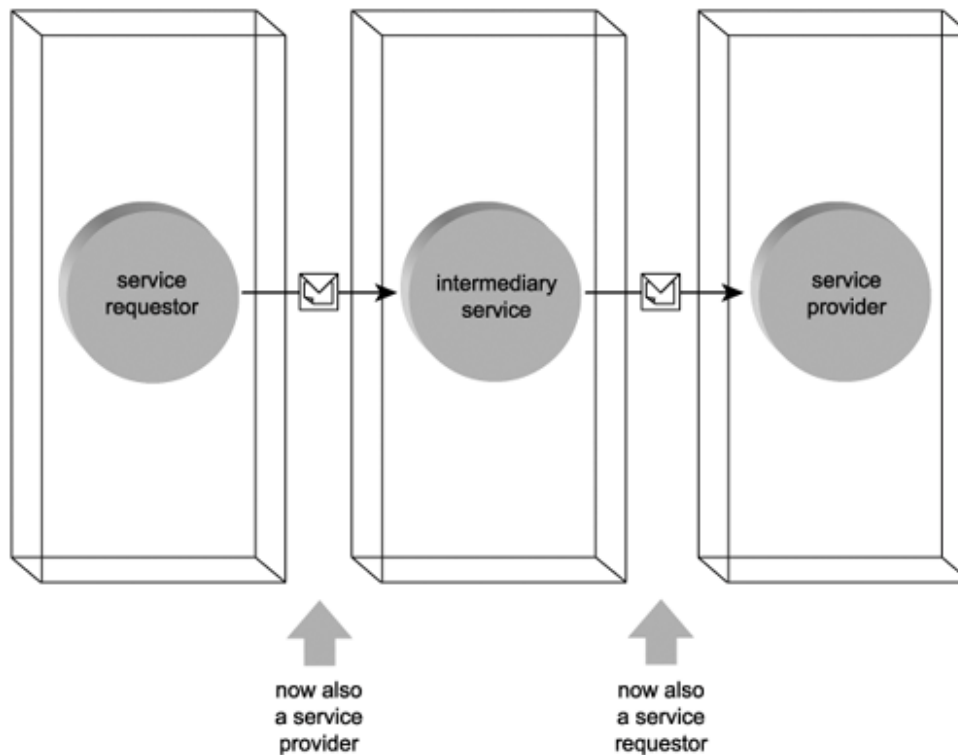 service
requestor
intermediary
service
service
provider
now also
a service
provider
now also
a service
requestor